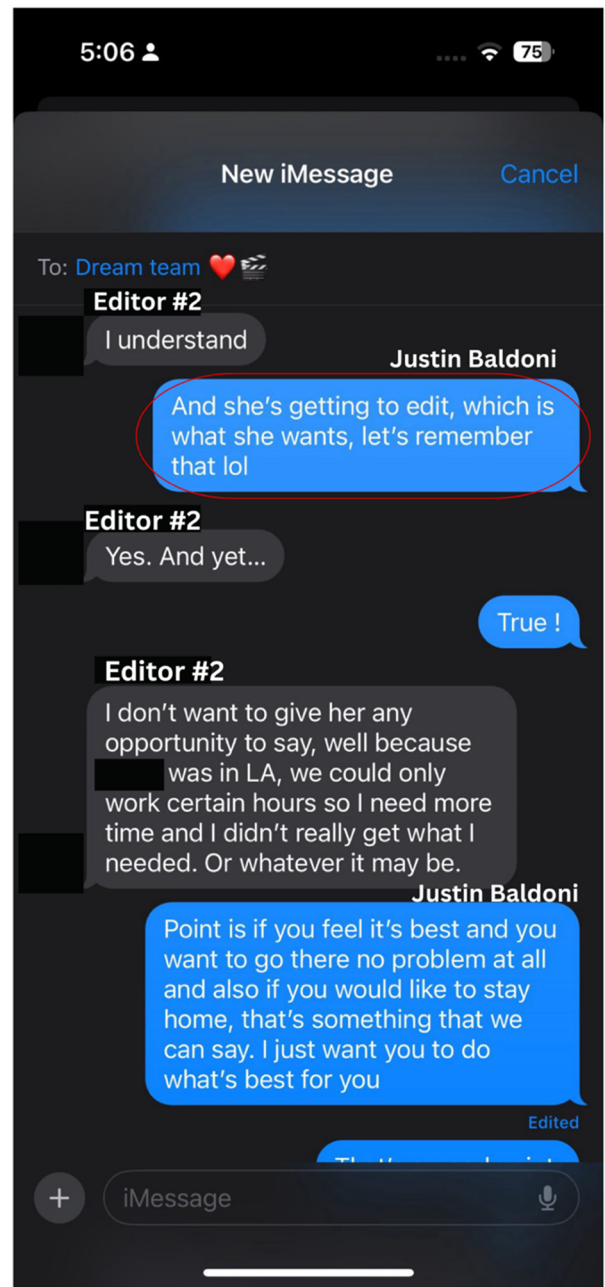 5:06
75
New iMessage
Cancel
To: Dream team ❤️🎬
Editor #2
I understand
Justin Baldoni
And she's getting to edit, which is
what she wants, let's remember
that lol
Editor #2
Yes. And yet...
True !
Editor #2
I don't want to give her any
opportunity to say, well because
was in LA, we could only
work certain hours so I need more
time and I didn't really get what I
needed. Or whatever it may be.
Justin Baldoni
Point is if you feel it's best and you
want to go there no problem at all
and also if you would like to stay
home, that's something that we
can say. I just want you to do
what's best for you
Edited
iMessage